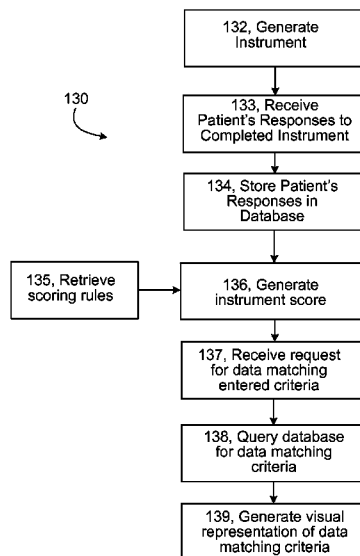 132, Generate
Instrument
130
133, Receive
Patient's Responses to
Completed Instrument
134, Store Patient's
Responses in
Database
135, Retrieve
scoring rules
136, Generate
instrument score
137, Receive request
for data matching
entered criteria
138, Query database
for data matching
criteria
139, Generate visual
representation of data
matching criteria